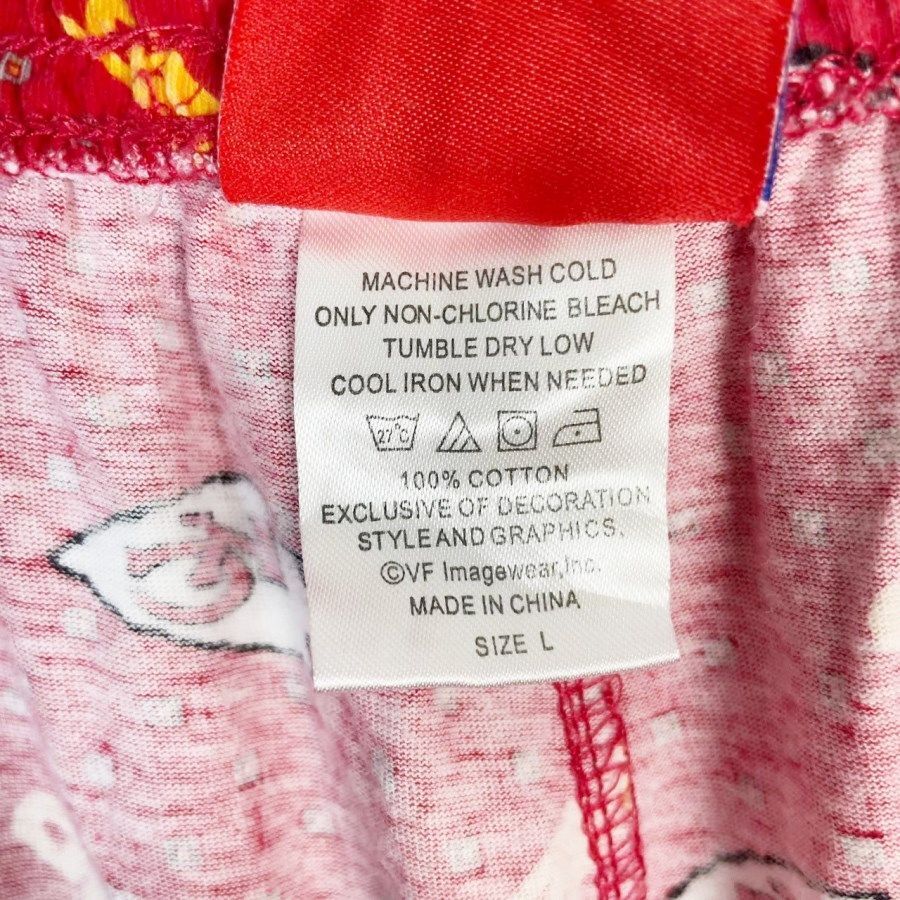 MACHINE WASH COLD
ONLY NON-CHLORINE BLEACH
TUMBLE DRY LOW
COOL IRON WHEN NEEDED
27°C
100% COTTON
EXCLUSIVE OF DECORATION
STYLE AND GRAPHICS.
©VF Imagewear,Inc.
MADE IN CHINA
SIZE L
KC